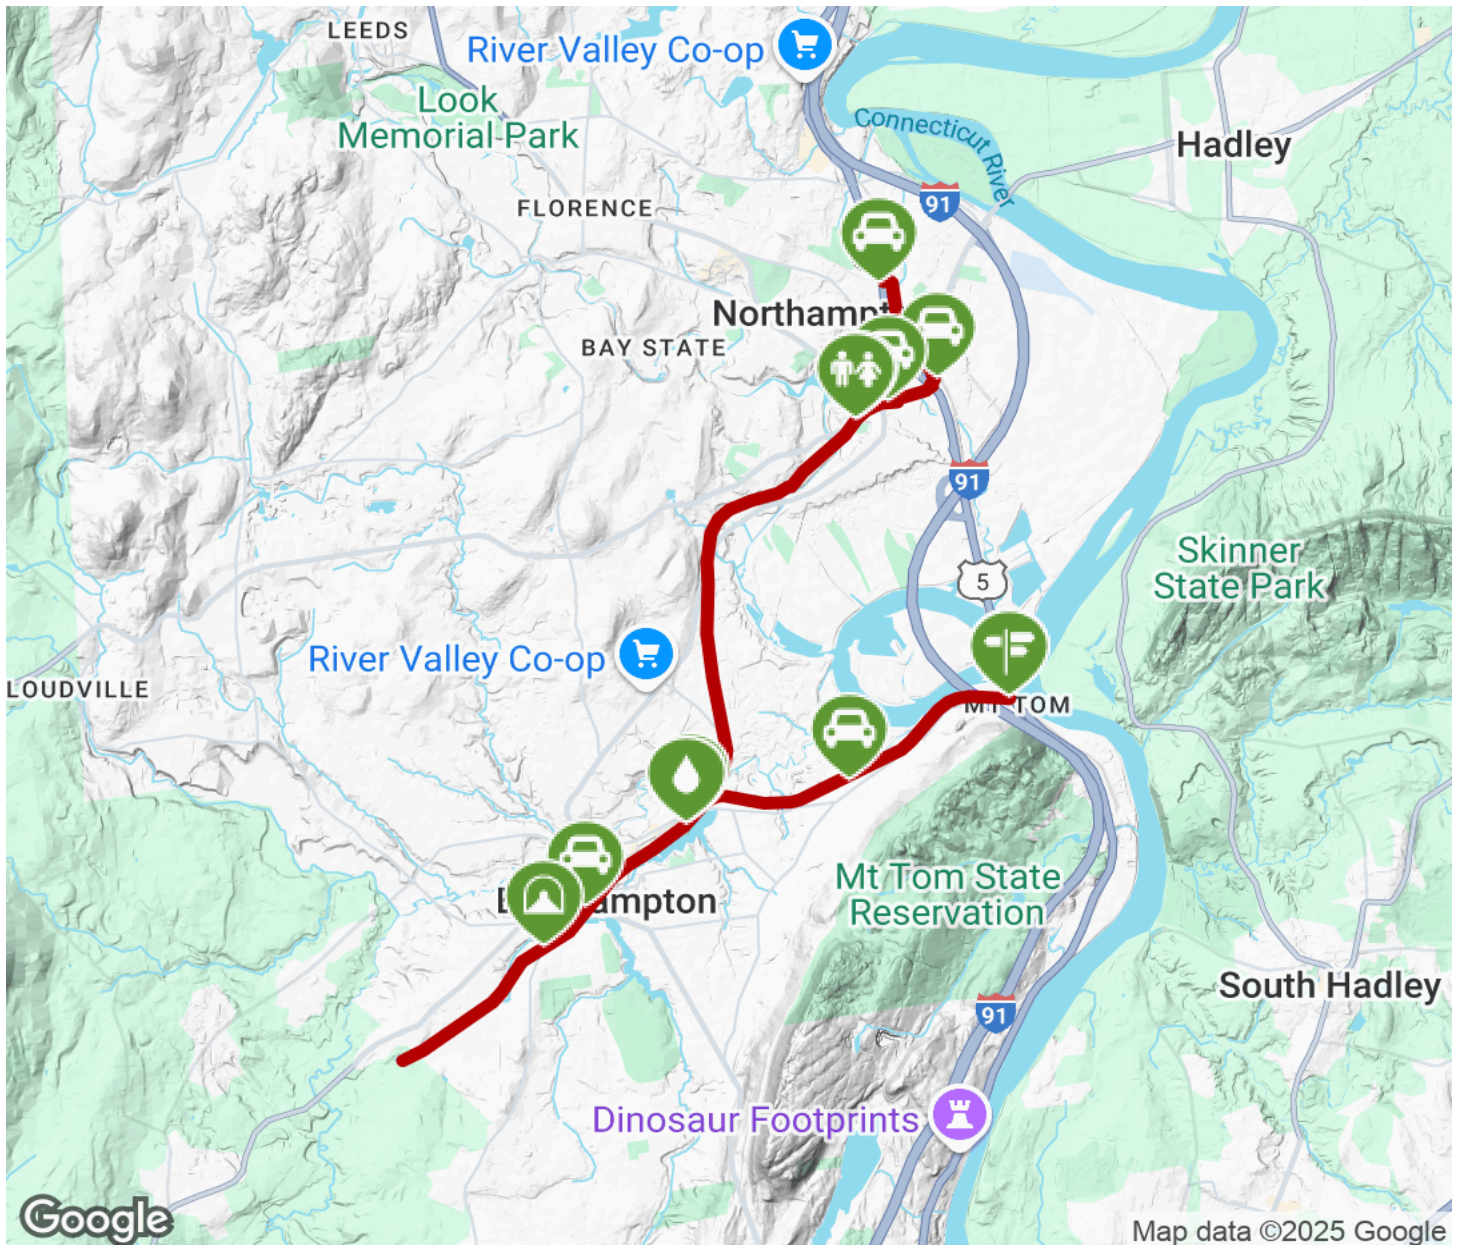 LEEDS
River Valley Co-op
Look
Memorial Park
Connecticut River
Hadley
91
FLORENCE
BAY STATE
91
Skinner
State Park
5
River Valley Co-op
LOUDVILLE
Mt Tom State
Reservation
South Hadley
91
Dinosaur Footprints
Google
Map data ©2025 Google